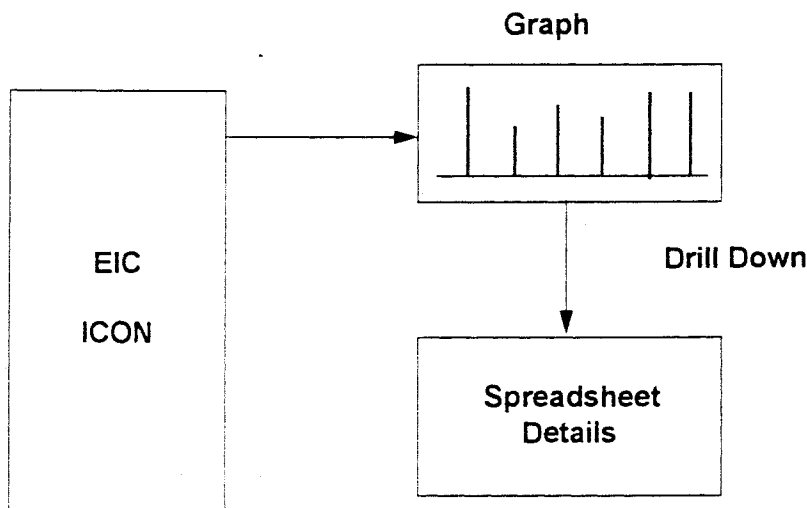 Graph
EIC
ICON
Drill Down
Spreadsheet
Details